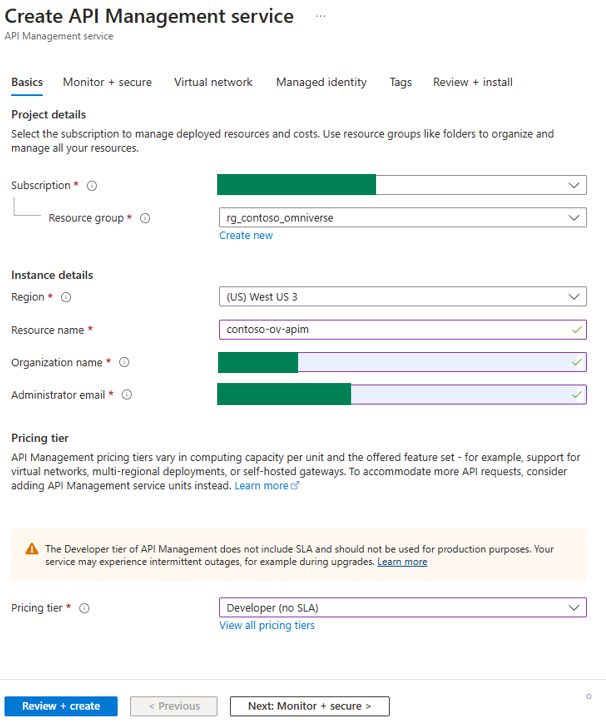 Create API Management service ...
API Management service
Basics Monitor + secure Virtual network Managed identity Tags Review + install
Project details
Select the subscription to manage deployed resources and costs. Use resource groups like folders to organize and
manage all your resources.
Subscription *
Resource group * rg_contoso_omniverse
Create new
Instance details
Region * (US) West US 3
Resource name * contoso-ov-apim
Organization name *
Administrator email *
Pricing tier
API Management pricing tiers vary in computing capacity per unit and the offered feature set - for example, support for
virtual networks, multi-regional deployments, or self-hosted gateways. To accommodate more API requests, consider
adding API Management service units instead. Learn more
The Developer tier of API Management does not include SLA and should not be used for production purposes. Your
service may experience intermittent outages, for example during upgrades. Learn more
Pricing tier * Developer (no SLA)
View all pricing tiers
Review + create < Previous Next: Monitor + secure >